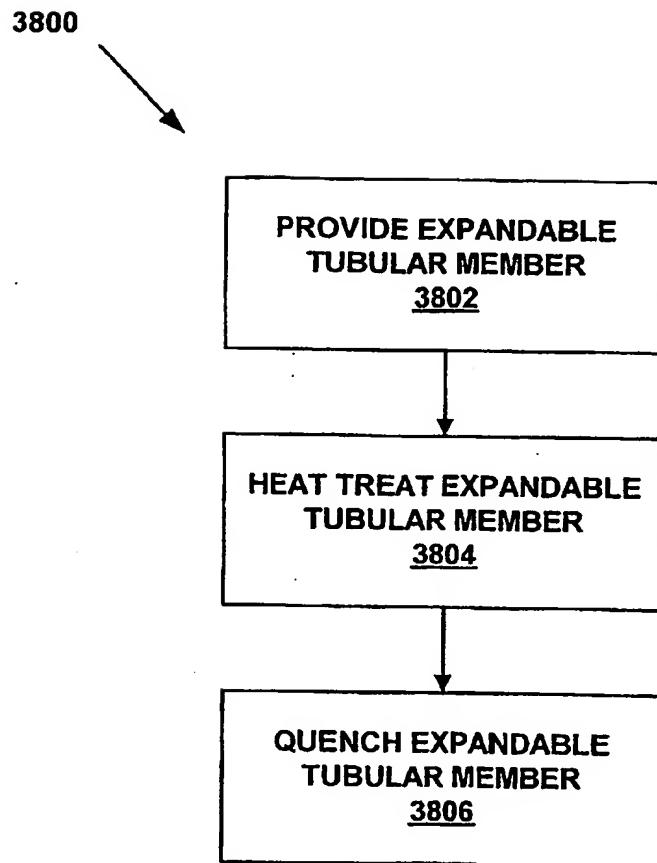 3800
PROVIDE EXPANDABLE
TUBULAR MEMBER
3802
HEAT TREAT EXPANDABLE
TUBULAR MEMBER
3804
QUENCH EXPANDABLE
TUBULAR MEMBER
3806